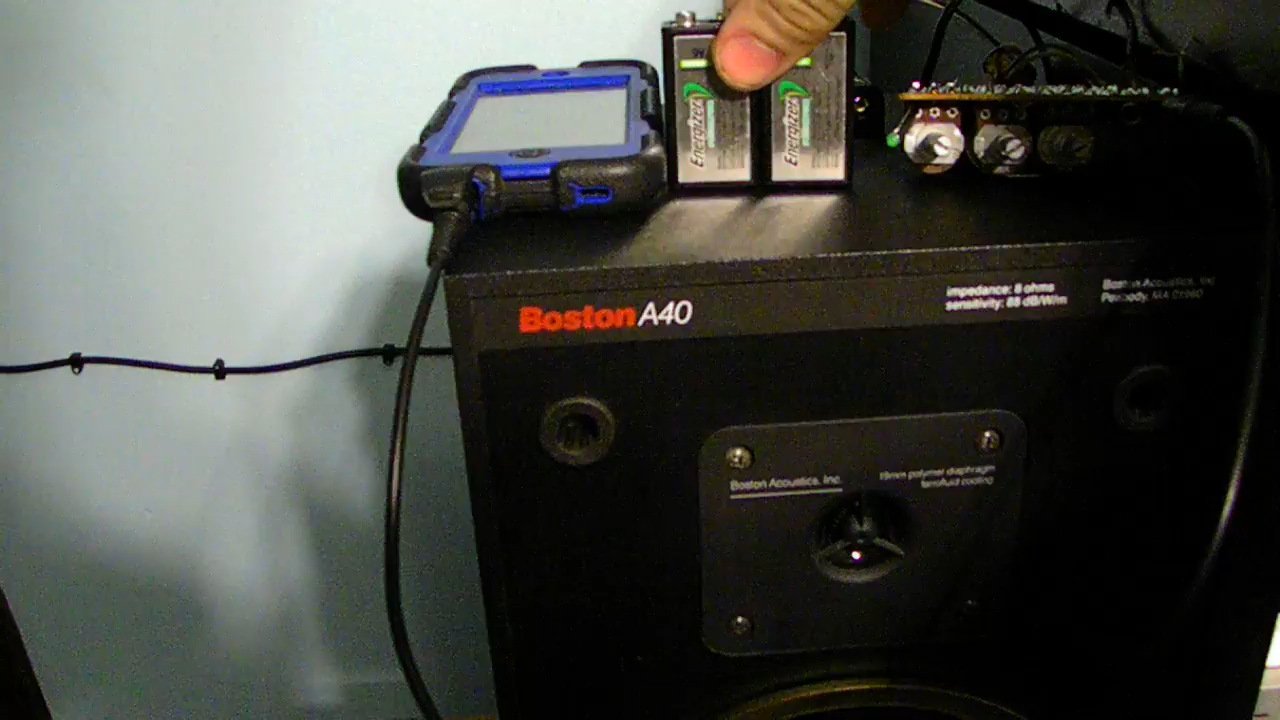 Energizer
Energizer
Boston A40
impedance: 8 ohms
sensitivity: 88 dB/W/m
Boston Acoustics, Inc
Peabody, MA 01960
Boston Acoustics, Inc.
19mm polymer diaphragm
ferrofluid cooling